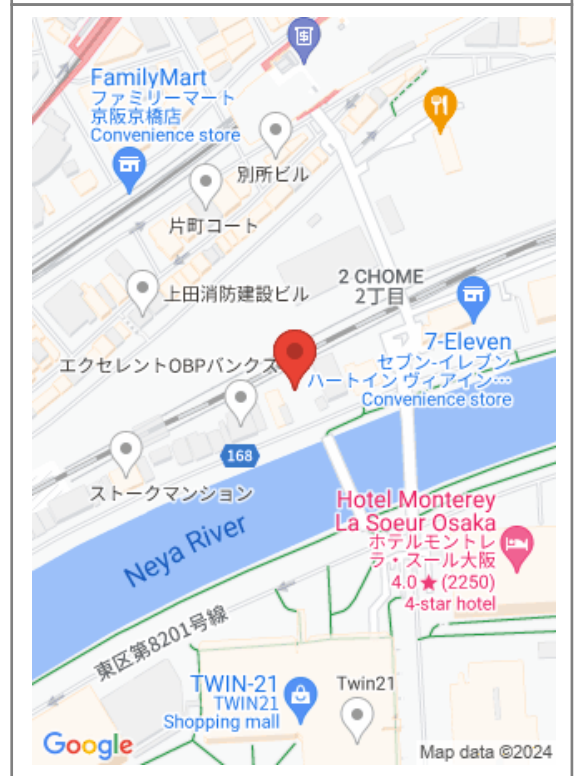 FamilyMart
ファミリーマート
京阪京橋店
Convenience store
別所ビル
片町コート
2 CHOME
2丁目
上田消防建設ビル
7-Eleven
セブン-イレブン
ハートイン ヴィアイン…
Convenience store
エクセレントOBPバンクス
168
ストークマンション
Neya River
Hotel Monterey
La Soeur Osaka
ホテルモントレ
ラ・スール大阪
4.0★(2250)
4-star hotel
東区第8201号線
TWIN-21
TWIN21
Shopping mall
Twin21
Google
Map data ©2024